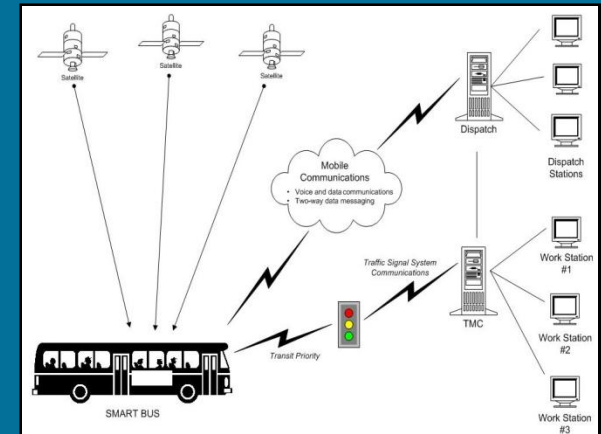 Satellite
Satellite
Satellite
Dispatch
Mobile
Communications
• Voice and data communications
• Two-way data messaging
Dispatch
Stations
Traffic Signal System
Communications
Work Station
#1
TMC
Transit Priority
Work Station
#2
SMART BUS
Work Station
#3